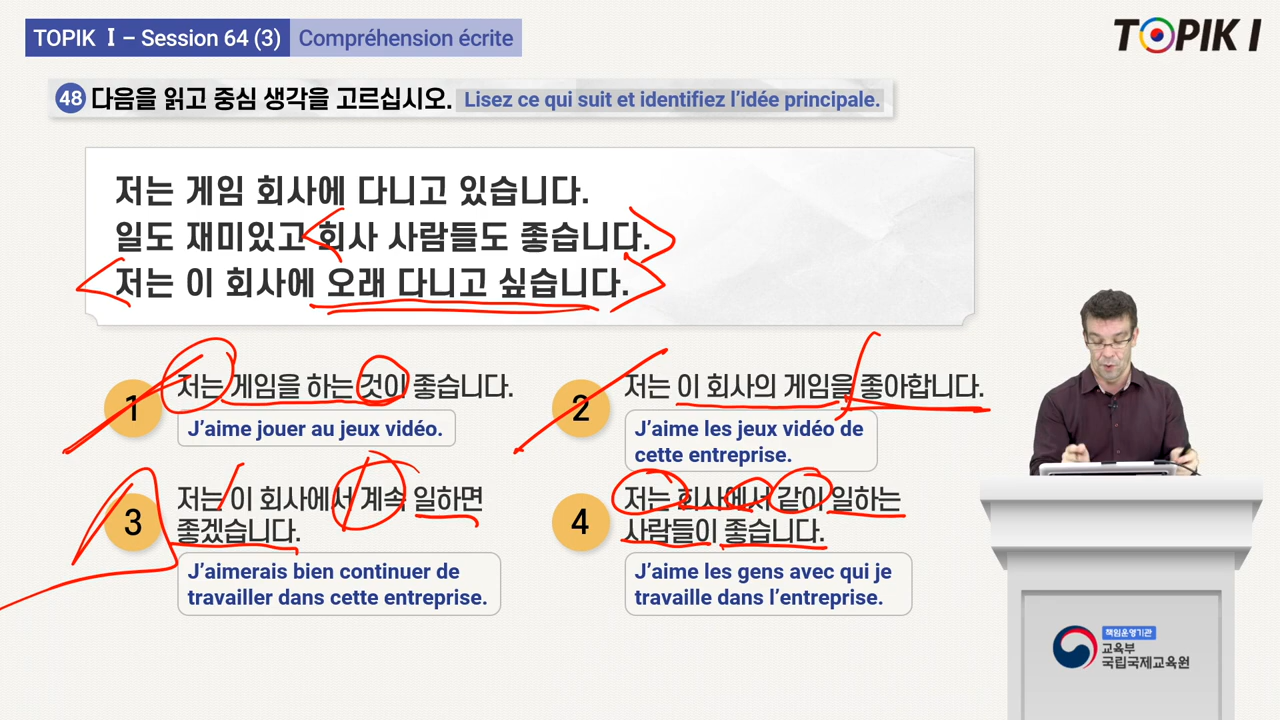 TOPIK Ⅰ – Session 64 (3) Compréhension écrite
TOPIK I
48 다음을 읽고 중심 생각을 고르십시오. Lisez ce qui suit et identifiez l'idée principale.
저는 게임 회사에 다니고 있습니다.
일도 재미있고 회사 사람들도 좋습니다.
저는 이 회사에 오래 다니고 싶습니다.
1 저는 게임을 하는 것이 좋습니다.
J'aime jouer au jeux vidéo.
2 저는 이 회사의 게임을 좋아합니다.
J'aime les jeux vidéo de
cette entreprise.
3 저는 이 회사에서 계속 일하면
좋겠습니다.
J'aimerais bien continuer de
travailler dans cette entreprise.
4 저는 회사에서 같이 일하는
사람들이 좋습니다.
J'aime les gens avec qui je
travaille dans l'entreprise.
책임운영기관
교육부
국립국제교육원